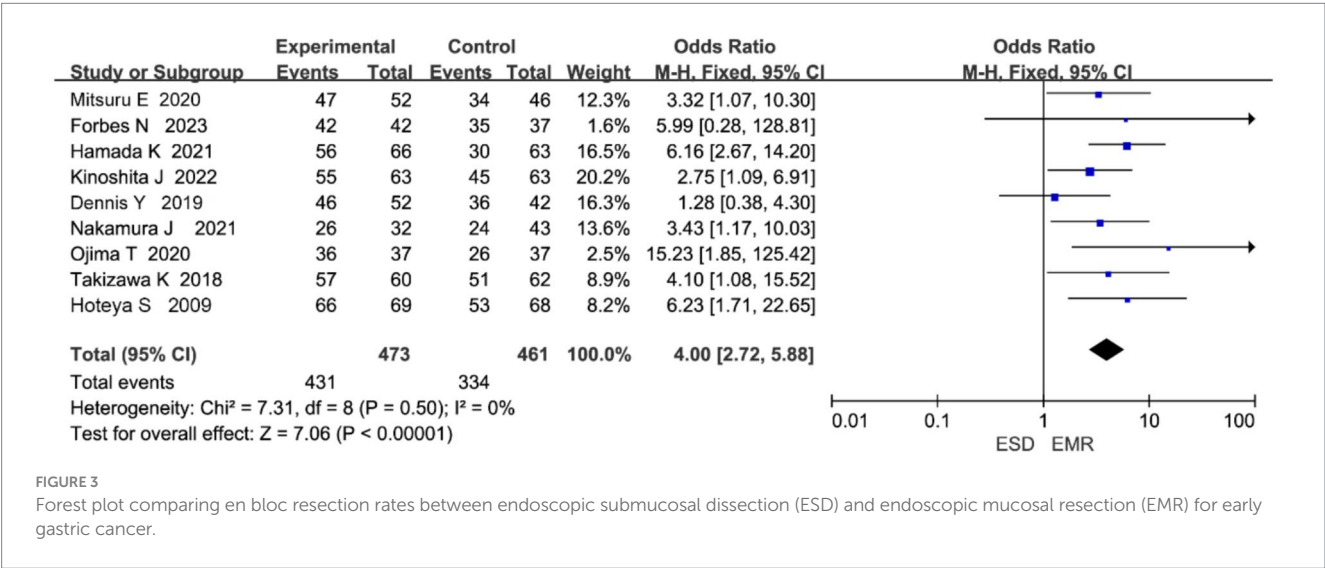 Experimental Control Odds Ratio Odds Ratio
Study or Subgroup Events Total Events Total Weight M-H, Fixed, 95% CI M-H, Fixed, 95% CI
Mitsuru E 2020 47 52 34 46 12.3% 3.32 [1.07, 10.30]
Forbes N 2023 42 42 35 37 1.6% 5.99 [0.28, 128.81]
Hamada K 2021 56 66 30 63 16.5% 6.16 [2.67, 14.20]
Kinoshita J 2022 55 63 45 63 20.2% 2.75 [1.09, 6.91]
Dennis Y 2019 46 52 36 42 16.3% 1.28 [0.38, 4.30]
Nakamura J 2021 26 32 24 43 13.6% 3.43 [1.17, 10.03]
Ojima T 2020 36 37 26 37 2.5% 15.23 [1.85, 125.42]
Takizawa K 2018 57 60 51 62 8.9% 4.10 [1.08, 15.52]
Hoteya S 2009 66 69 53 68 8.2% 6.23 [1.71, 22.65]
Total (95% CI) 473 461 100.0% 4.00 [2.72, 5.88]
Total events 431 334
Heterogeneity: Chi² = 7.31, df = 8 (P = 0.50); I² = 0%
Test for overall effect: Z = 7.06 (P < 0.00001)
0.01 0.1 1 10 100
ESD EMR
FIGURE 3
Forest plot comparing en bloc resection rates between endoscopic submucosal dissection (ESD) and endoscopic mucosal resection (EMR) for early
gastric cancer.